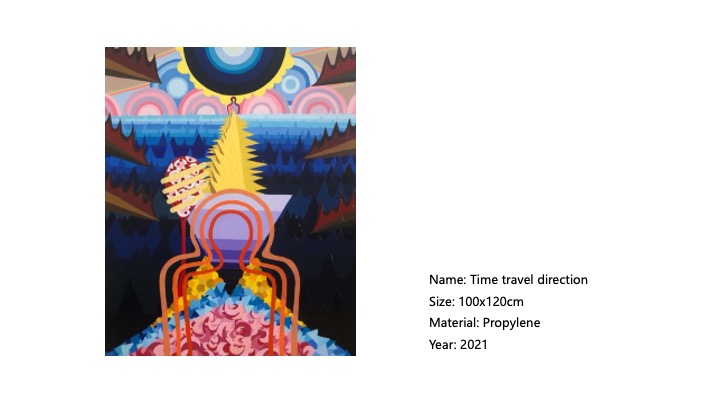 Name: Time travel direction
Size: 100x120cm
Material: Propylene
Year: 2021